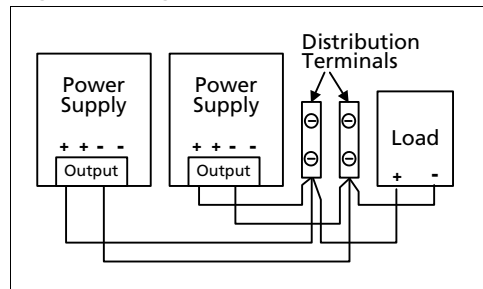 Distribution
Terminals
Power
Supply
+ + - -
Output
Power
Supply
+ + - -
Output
Load
+ -